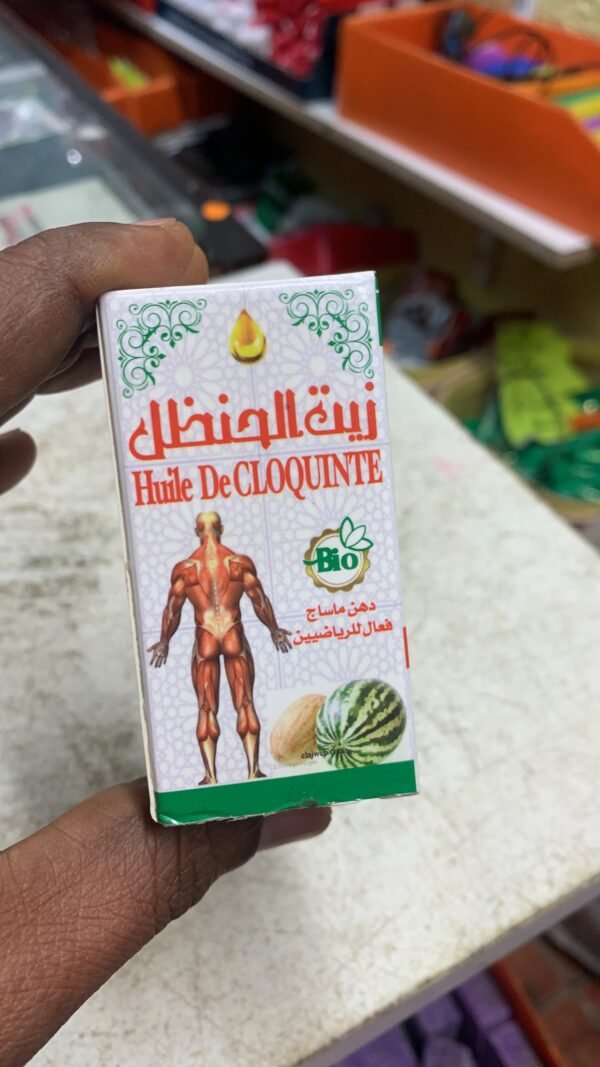 زيت الحنظل
Huile De CLOQUINTE
Bio
دهن ماساج
فعال للرياضيين